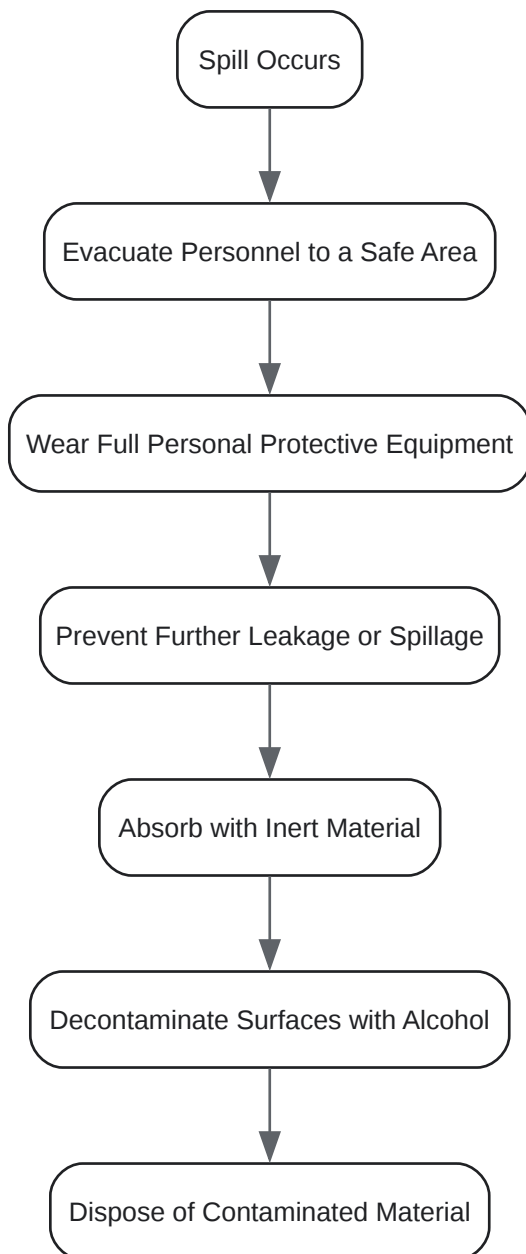 Spill Occurs
Evacuate Personnel to a Safe Area
Wear Full Personal Protective Equipment
Prevent Further Leakage or Spillage
Absorb with Inert Material
Decontaminate Surfaces with Alcohol
Dispose of Contaminated Material